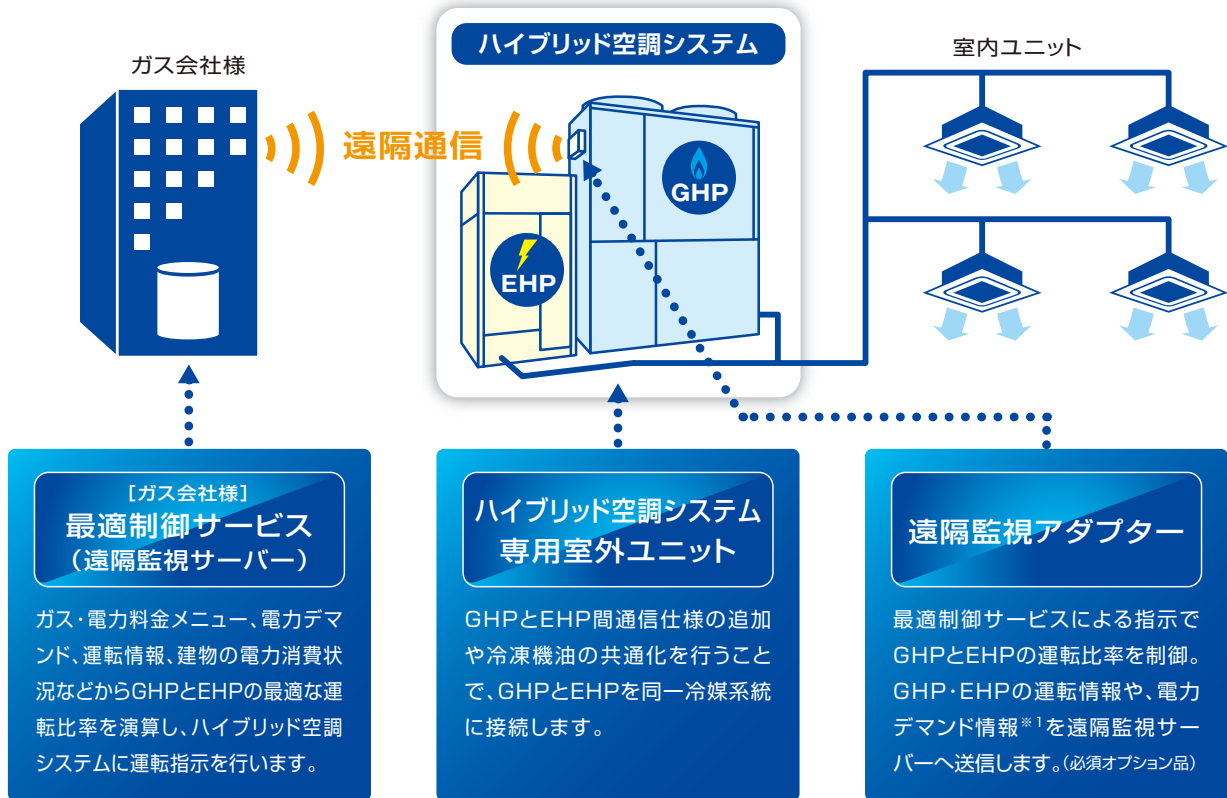 ハイブリッド空調システム
ガス会社様
室内ユニット
遠隔通信
GHP
EHP
[ガス会社様]
最適制御サービス
(遠隔監視サーバー)
ガス・電力料金メニュー、電力デマ
ンド、運転情報、建物の電力消費状
況などからGHPとEHPの最適な運
転比率を演算し、ハイブリッド空調
システムに運転指示を行います。
ハイブリッド空調システム
専用室外ユニット
GHPとEHP間通信仕様の追加
や冷凍機油の共通化を行うこと
で、GHPとEHPを同一冷媒系統
に接続します。
遠隔監視アダプター
最適制御サービスによる指示で
GHPとEHPの運転比率を制御。
GHP・EHPの運転情報や、電力
デマンド情報※1を遠隔監視サー
バーへ送信します。(必須オプション品)